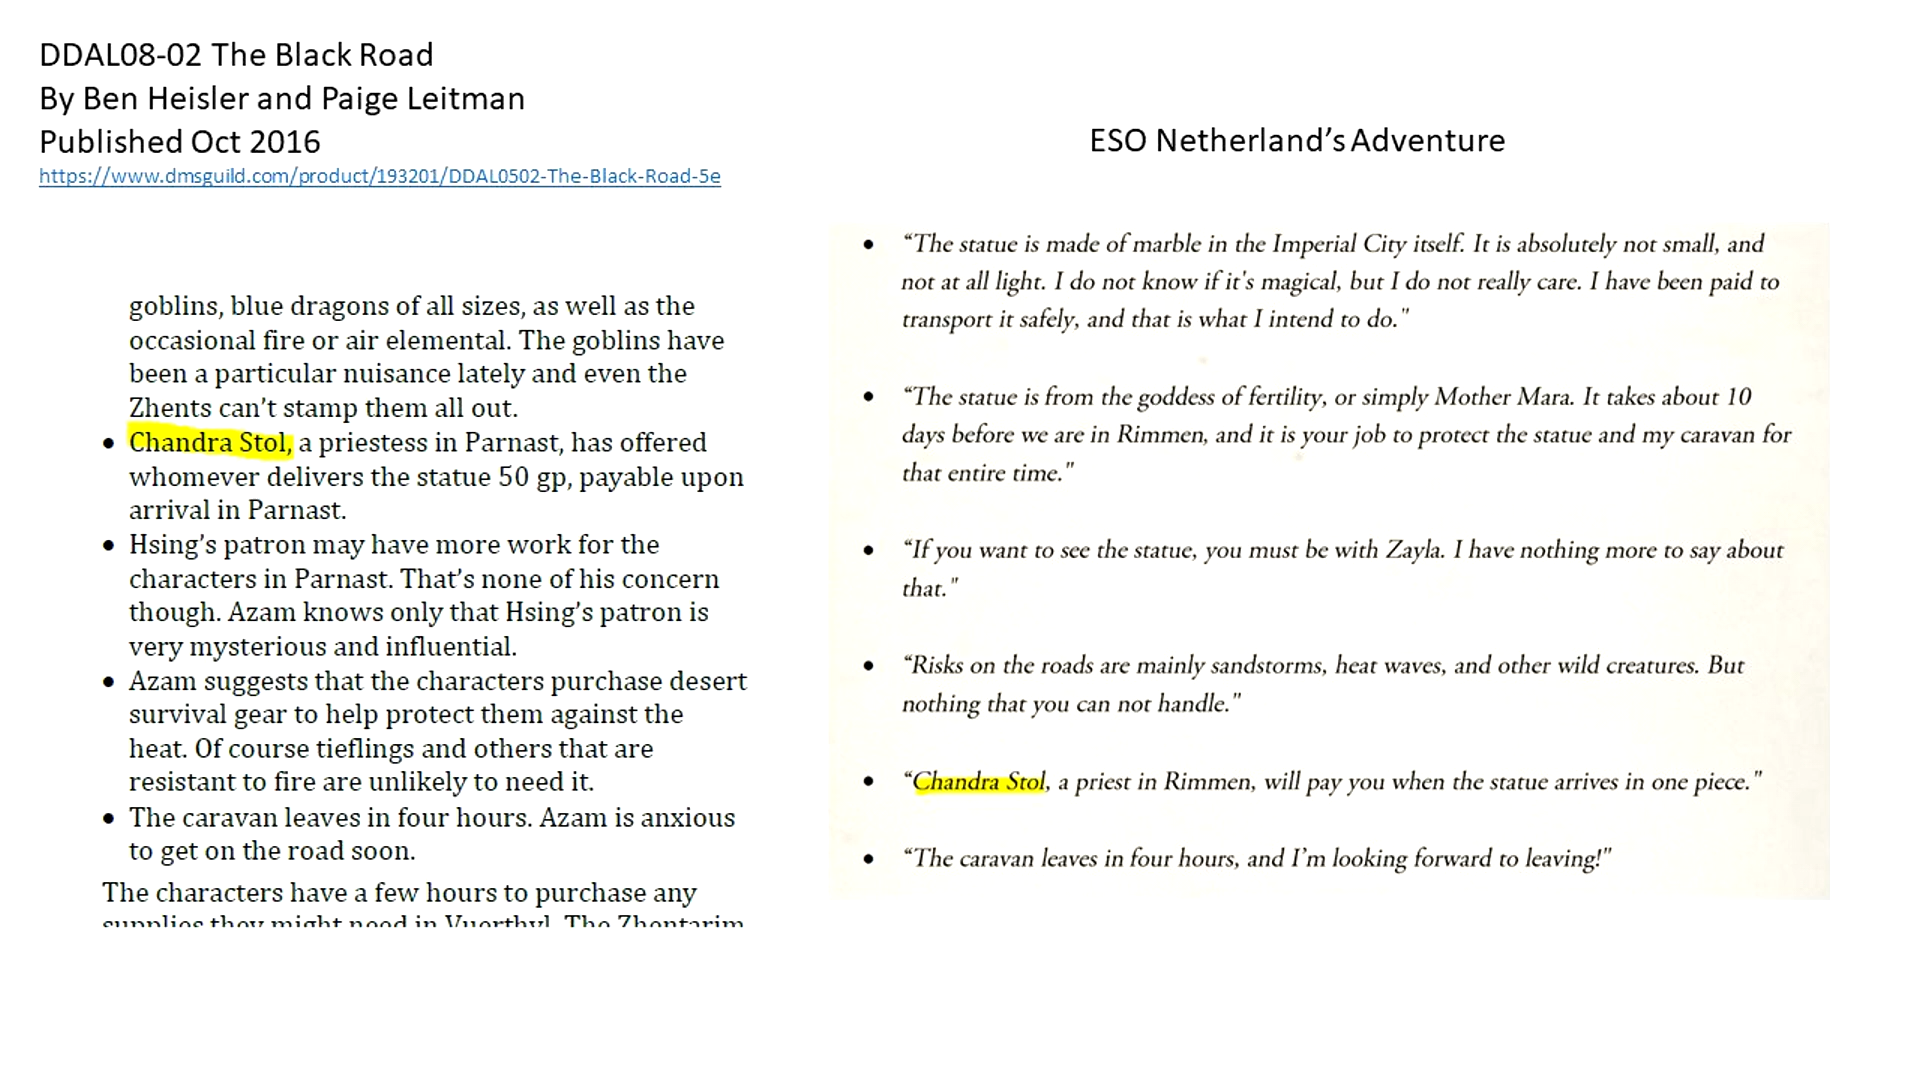 DDAL08-02 The Black Road
By Ben Heisler and Paige Leitman
Published Oct 2016
https://www.dmsguild.com/product/193201/DDAL0502-The-Black-Road-5e
goblins, blue dragons of all sizes, as well as the
occasional fire or air elemental. The goblins have
been a particular nuisance lately and even the
Zhents can’t stamp them all out.
• Chandra Stol, a priestess in Parnast, has offered
whomever delivers the statue 50 gp, payable upon
arrival in Parnast.
• Hsing’s patron may have more work for the
characters in Parnast. That’s none of his concern
though. Azam knows only that Hsing’s patron is
very mysterious and influential.
• Azam suggests that the characters purchase desert
survival gear to help protect them against the
heat. Of course tieflings and others that are
resistant to fire are unlikely to need it.
• The caravan leaves in four hours. Azam is anxious
to get on the road soon.
The characters have a few hours to purchase any
supplies they might need in Vuerthyl. The Zhentarim
ESO Netherland’s Adventure
• “The statue is made of marble in the Imperial City itself. It is absolutely not small, and
not at all light. I do not know if it's magical, but I do not really care. I have been paid to
transport it safely, and that is what I intend to do."
• “The statue is from the goddess of fertility, or simply Mother Mara. It takes about 10
days before we are in Rimmen, and it is your job to protect the statue and my caravan for
that entire time."
• “If you want to see the statue, you must be with Zayla. I have nothing more to say about
that."
• “Risks on the roads are mainly sandstorms, heat waves, and other wild creatures. But
nothing that you can not handle."
• “Chandra Stol, a priest in Rimmen, will pay you when the statue arrives in one piece."
• “The caravan leaves in four hours, and I’m looking forward to leaving!"